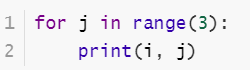 1 for j in range(3):
2     print(i, j)